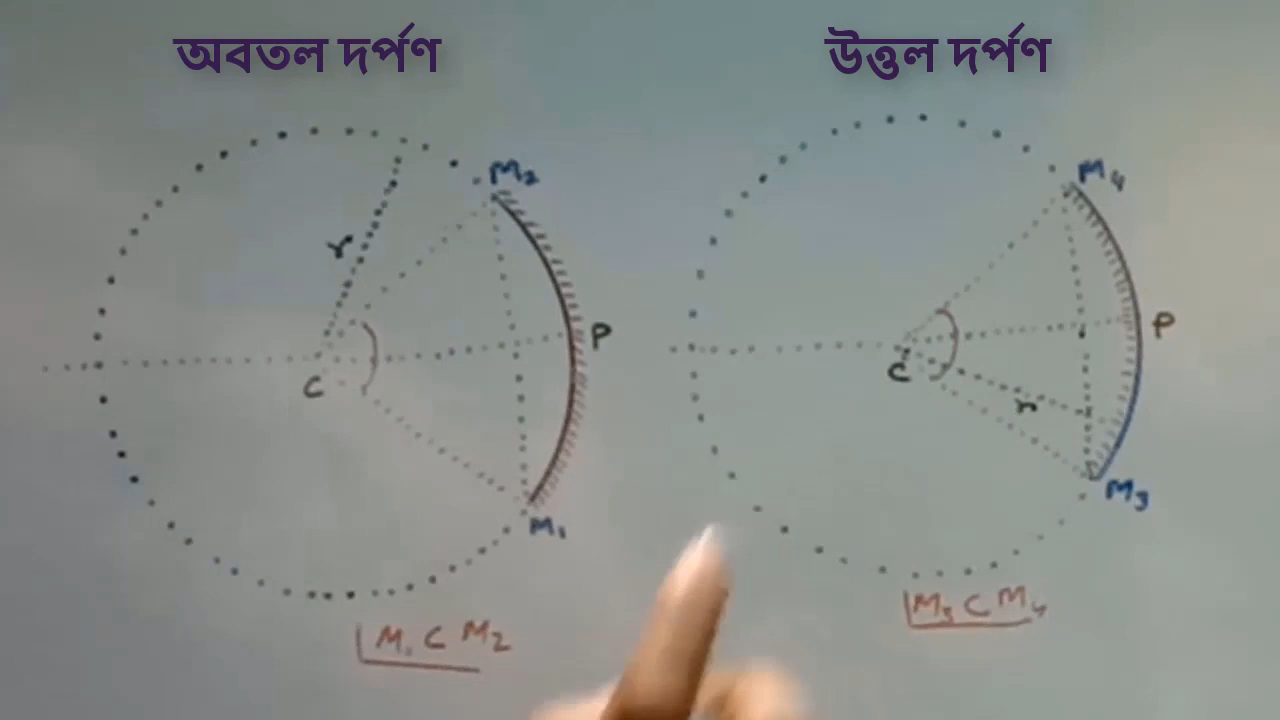 অবতল দর্পণ
উত্তল দর্পণ
M₂
r
P
C
M₁
∠M₁CM₂
M₄
P
C
r
M₃
∠M₃CM₄